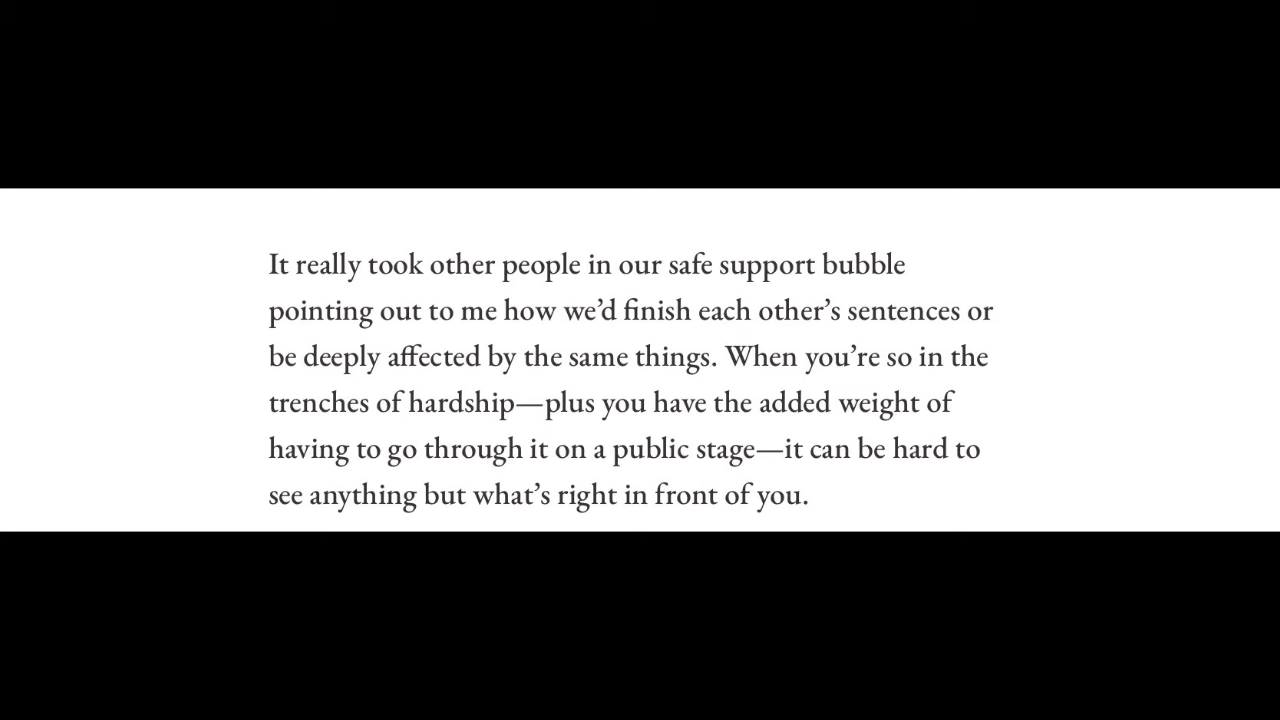 It really took other people in our safe support bubble
pointing out to me how we’d finish each other’s sentences or
be deeply affected by the same things. When you’re so in the
trenches of hardship—plus you have the added weight of
having to go through it on a public stage—it can be hard to
see anything but what’s right in front of you.